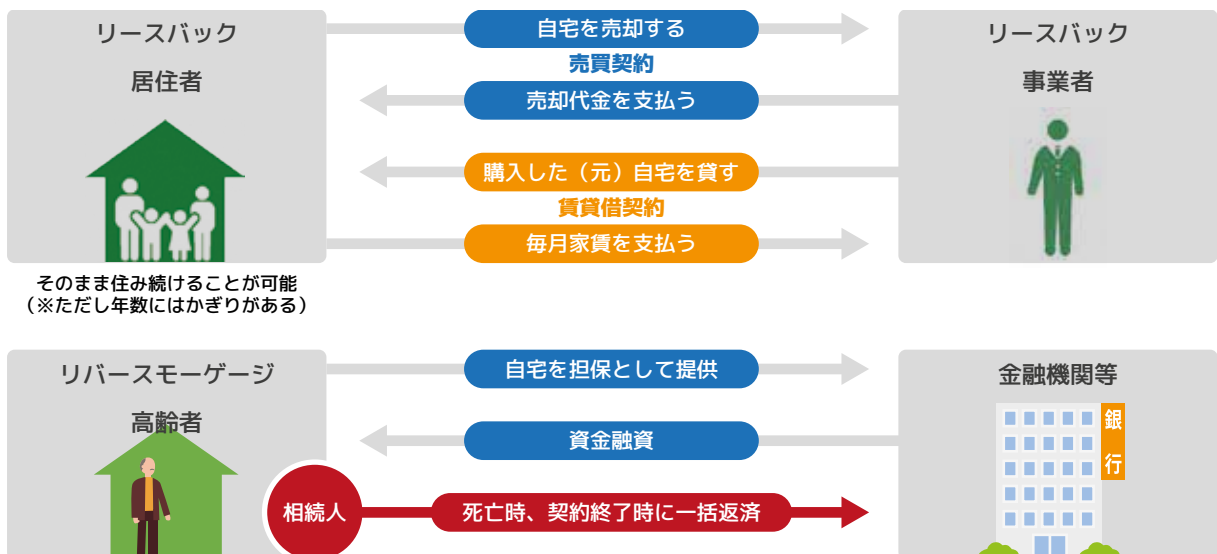 リースバック
居住者
自宅を売却する
売買契約
売却代金を支払う
購入した（元）自宅を貸す
賃貸借契約
毎月家賃を支払う
リースバック
事業者
そのまま住み続けることが可能
（※ただし年数にはかぎりがある）
リバースモーゲージ
高齢者
自宅を担保として提供
資金融資
相続人
死亡時、契約終了時に一括返済
金融機関等
銀
行